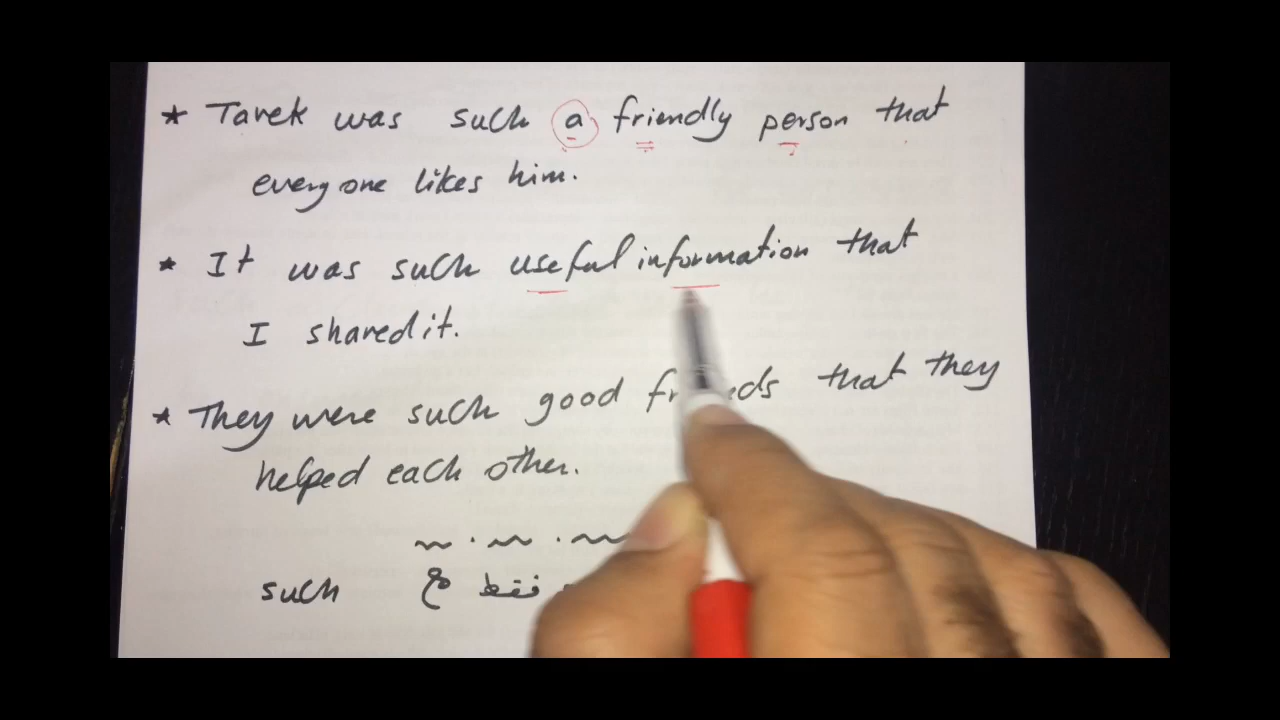 * Tarek was such a friendly person that
everyone likes him.
* It was such useful information that
I shared it.
* They were such good that they
helped each other.
such فقط مع